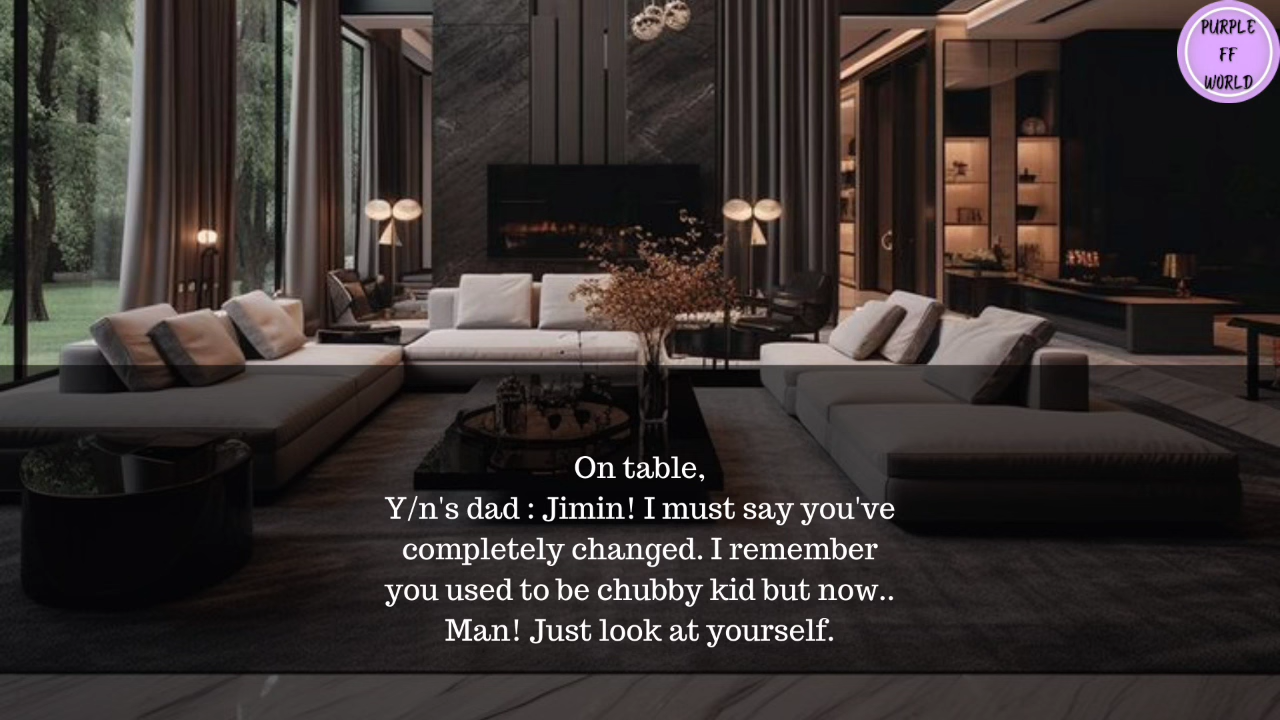 PURPLE
FF
WORLD
On table,
Y/n's dad : Jimin! I must say you've
completely changed. I remember
you used to be chubby kid but now..
Man! Just look at yourself.